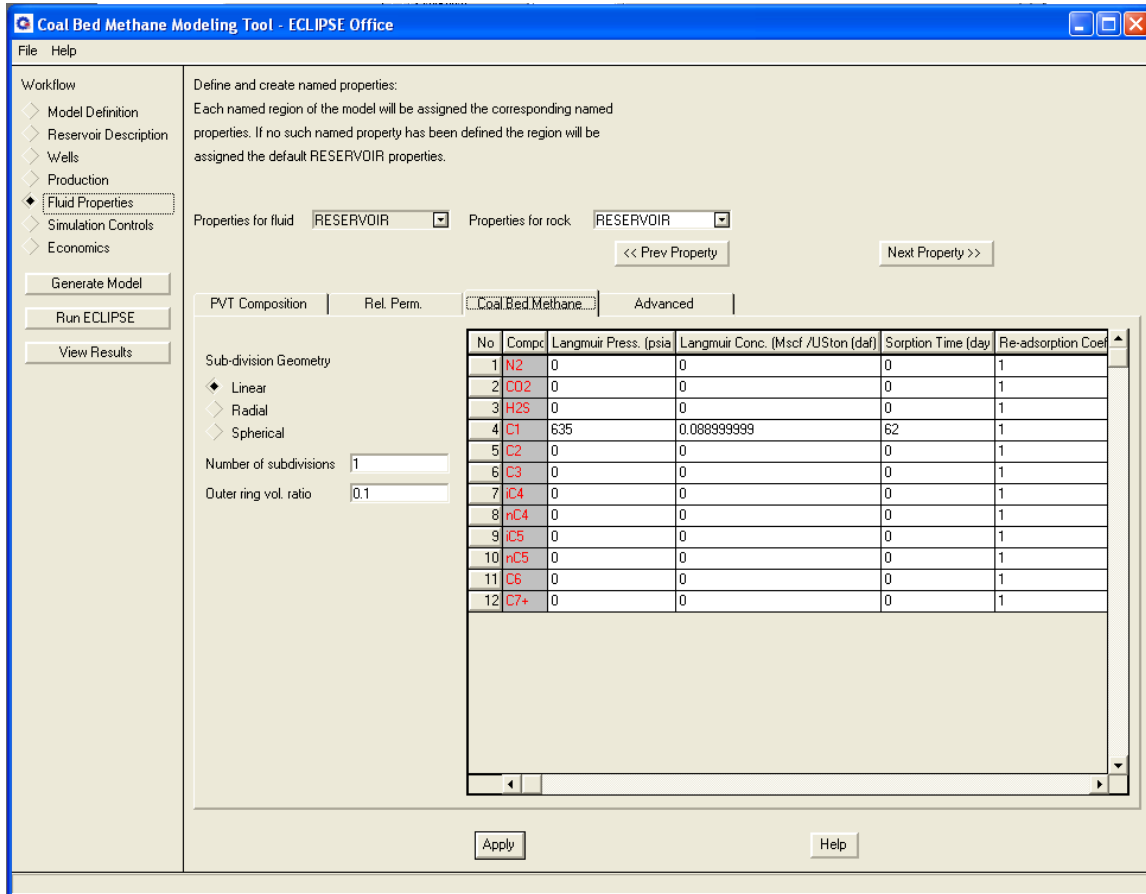 Coal Bed Methane Modeling Tool - ECLIPSE Office
File Help
Workflow
Model Definition
Reservoir Description
Wells
Production
Fluid Properties
Simulation Controls
Economics
Generate Model
Run ECLIPSE
View Results
Define and create named properties:
Each named region of the model will be assigned the corresponding named
properties. If no such named property has been defined the region will be
assigned the default RESERVOIR properties.
Properties for fluid RESERVOIR Properties for rock RESERVOIR
<< Prev Property Next Property >>
PVT Composition Rel. Perm. Coal Bed Methane Advanced
Sub-division Geometry
Linear
Radial
Spherical
Number of subdivisions 1
Outer ring vol. ratio 0.1
No Compo Langmuir Press. (psia Langmuir Conc. (Mscf /USton (daf) Sorption Time (day Re-adsorption Coef
1 N2 0 0 0 1
2 CO2 0 0 0 1
3 H2S 0 0 0 1
4 C1 635 0.088999999 62 1
5 C2 0 0 0 1
6 C3 0 0 0 1
7 iC4 0 0 0 1
8 nC4 0 0 0 1
9 iC5 0 0 0 1
10 nC5 0 0 0 1
11 C6 0 0 0 1
12 C7+ 0 0 0 1
Apply Help